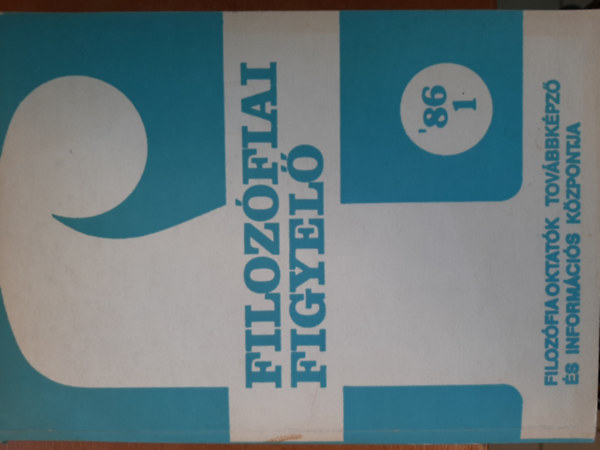 FILOZÓFIAI
FIGYELŐ
'86
1
FILOZÓFIAOKTATÓK TOVÁBBKÉPZŐ
ÉS INFORMÁCIÓS KÖZPONTJA